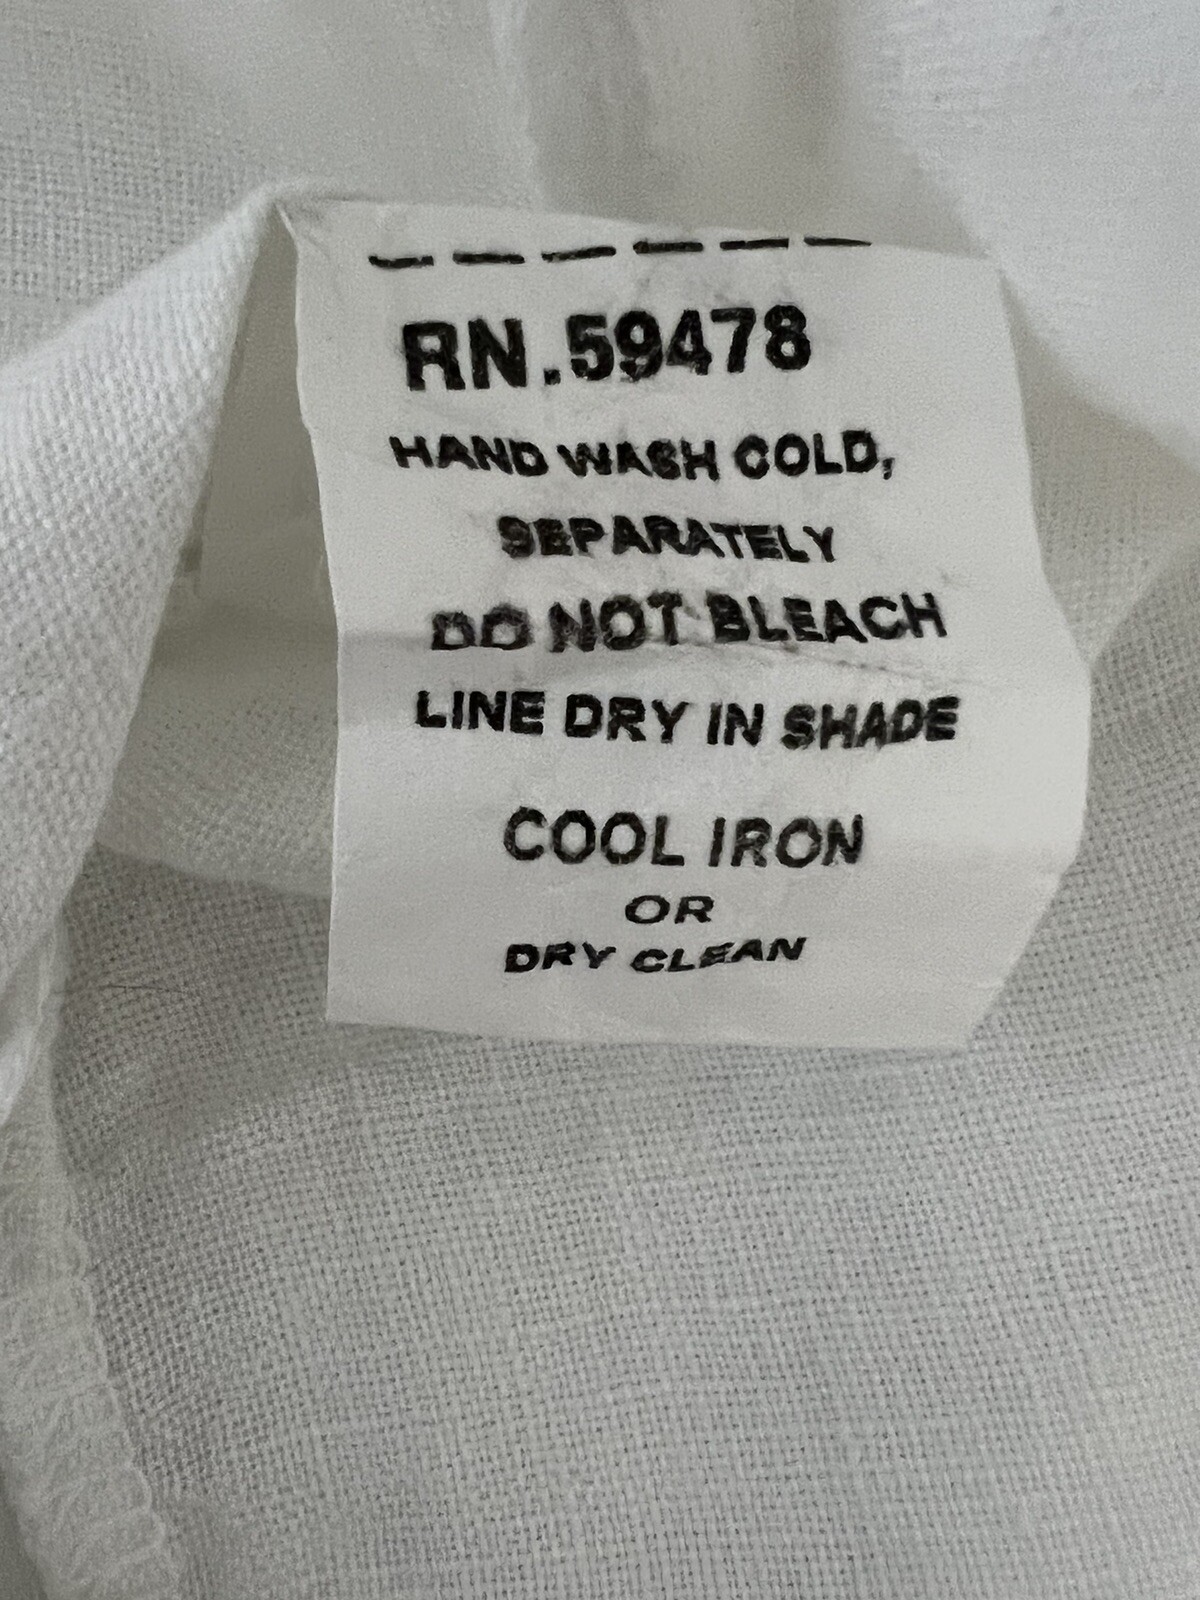 RN.59478
HAND WASH COLD,
SEPARATELY
DO NOT BLEACH
LINE DRY IN SHADE
COOL IRON
OR
DRY CLEAN